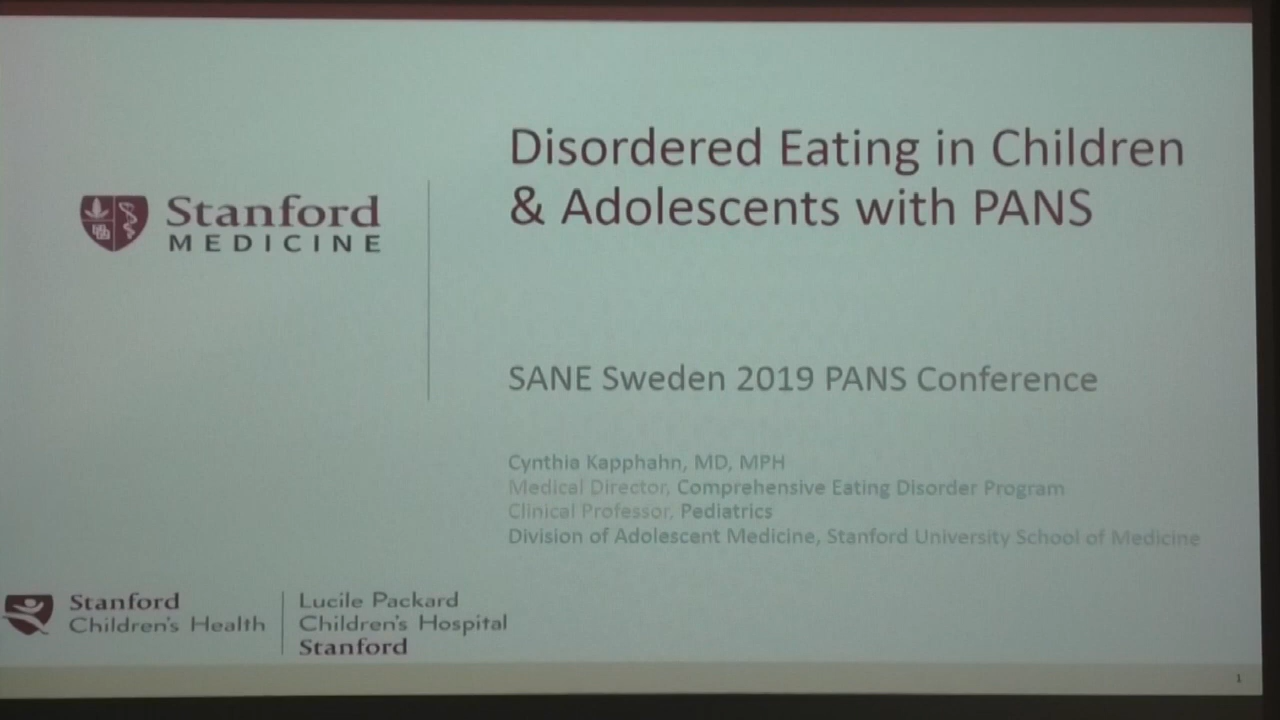 Disordered Eating in Children
& Adolescents with PANS
Stanford
MEDICINE
SANE Sweden 2019 PANS Conference
Cynthia Kapphahn, MD, MPH
Medical Director, Comprehensive Eating Disorder Program
Clinical Professor, Pediatrics
Division of Adolescent Medicine, Stanford University School of Medicine
Stanford
Children's Health
Lucile Packard
Children's Hospital
Stanford
1